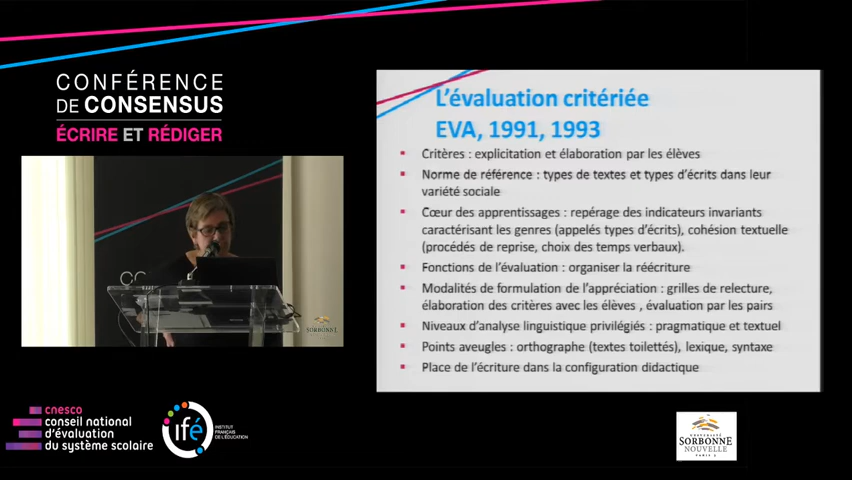 CONFÉRENCE
DE CONSENSUS
ÉCRIRE ET RÉDIGER
L'évaluation critériée
EVA, 1991, 1993
Critères : explicitation et élaboration par les élèves
Norme de référence : types de textes et types d'écrits dans leur
variété sociale
Cœur des apprentissages : repérage des indicateurs invariants
caractérisant les genres (appelés types d'écrits), cohésion textuelle
(procédés de reprise, choix des temps verbaux).
Fonctions de l'évaluation : organiser la réécriture
Modalités de formulation de l'appréciation : grilles de relecture,
élaboration des critères avec les élèves , évaluation par les pairs
Niveaux d'analyse linguistique privilégiés : pragmatique et textuel
Points aveugles : orthographe (textes toilettés), lexique, syntaxe
Place de l'écriture dans la configuration didactique
SORBONNE
cnesco
conseil national
d'évaluation
du système scolaire
ifé
INSTITUT
FRANÇAIS
DE L'ÉDUCATION
UNIVERSITÉ
SORBONNE
NOUVELLE
PARIS 3